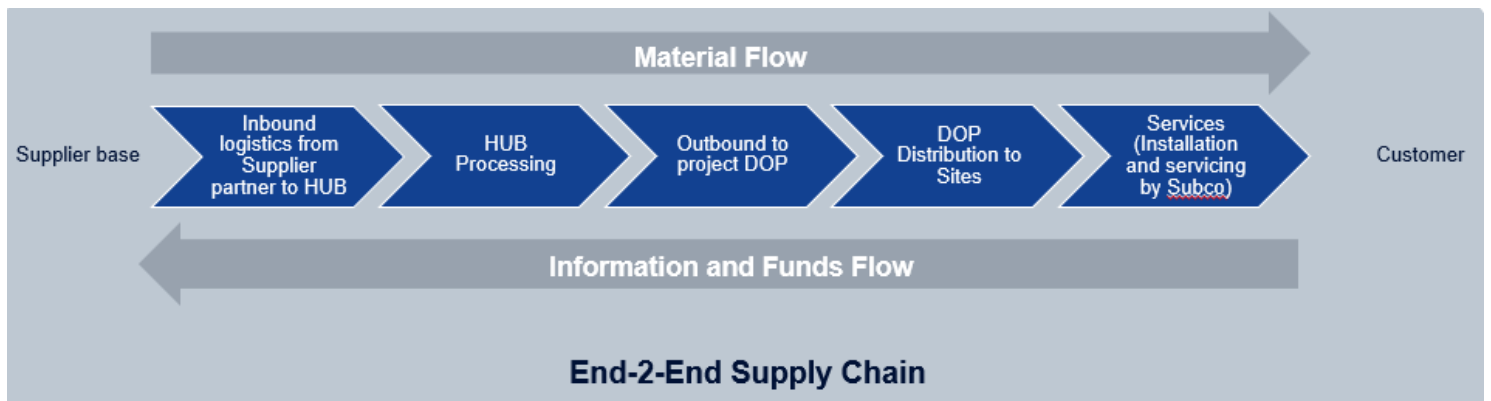 Material Flow
Supplier base
Inbound
logistics from
Supplier
partner to HUB
HUB
Processing
Outbound to
project DOP
DOP
Distribution to
Sites
Services
(Installation
and servicing
by Subco)
Customer
Information and Funds Flow
End-2-End Supply Chain